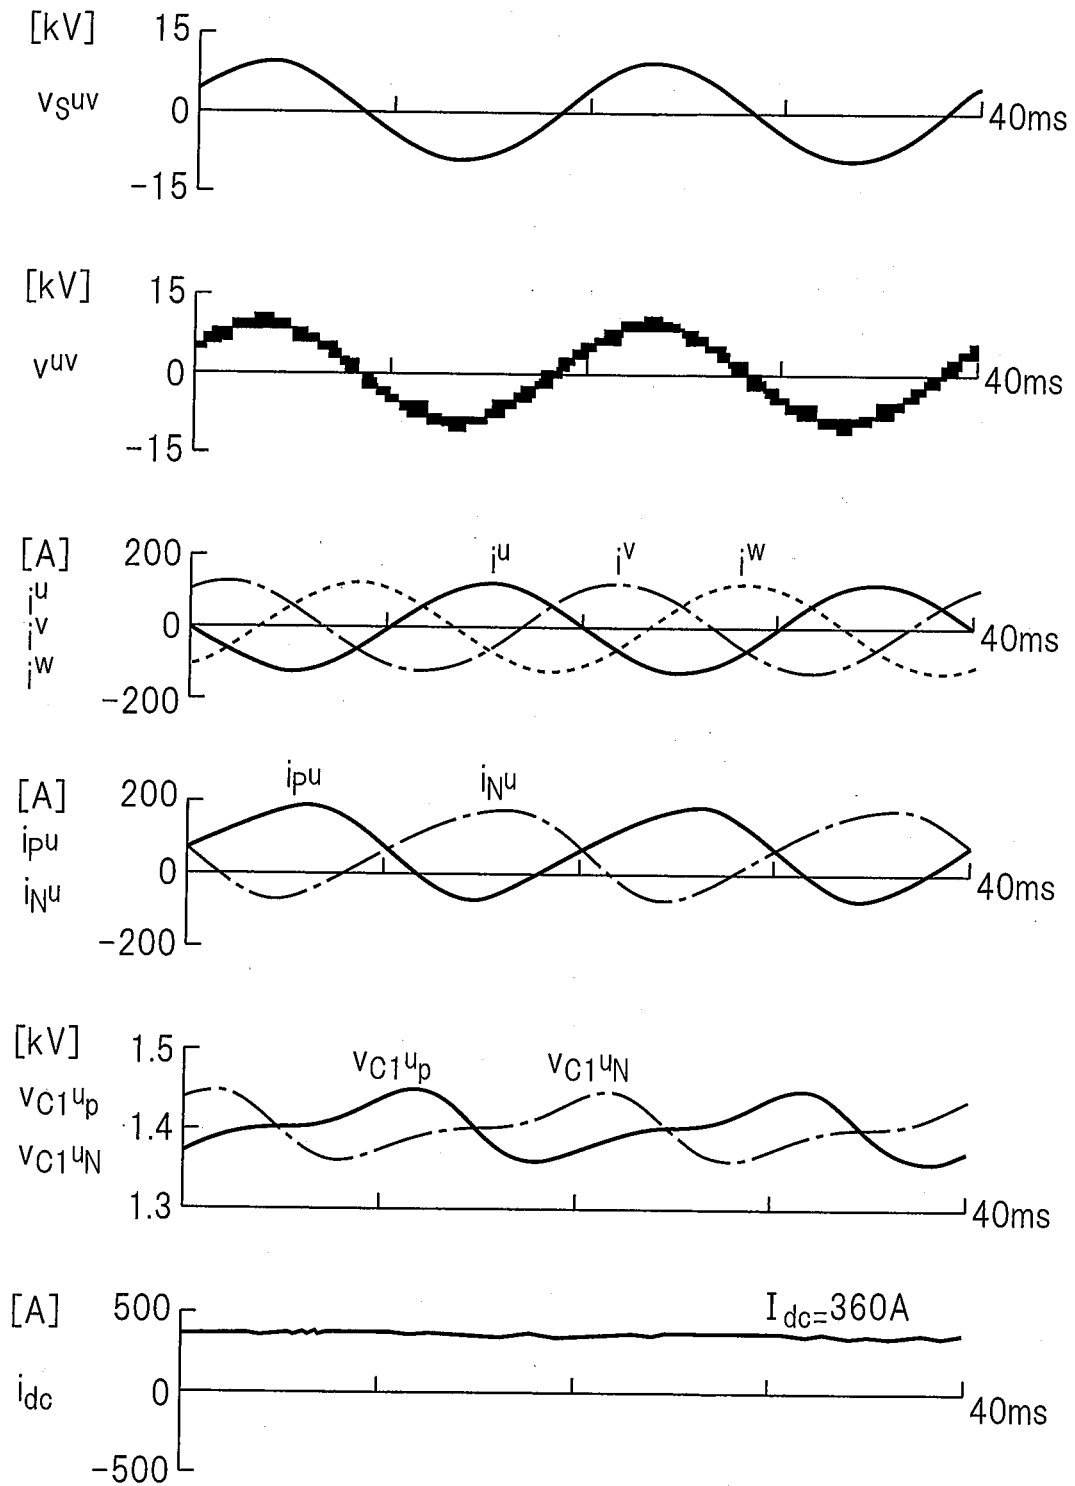 [kV] 15
vSuv 0 40ms
-15
[kV] 15
vuv 0 40ms
-15
[A] 200 iu iv iw
iu
iv 0 40ms
iw
-200
[A] 200 iPu iNu
iPu
0 40ms
iNu
-200
[kV] 1.5 vC1up vC1uN
vC1up
1.4
vC1uN
1.3 40ms
[A] 500 Idc=360A
idc 0 40ms
-500